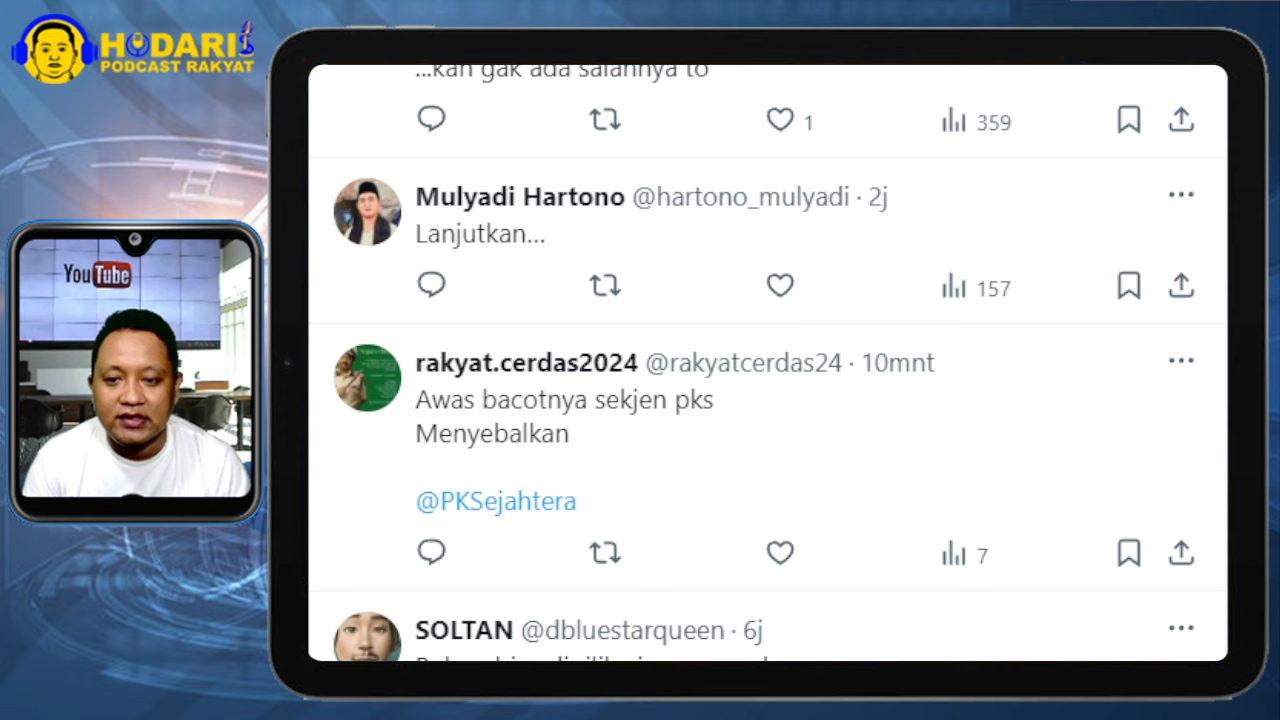 HUDARI
PODCAST RAKYAT
YouTube
...kan gak ada salahnya to
1
359
Mulyadi Hartono @hartono_mulyadi · 2j
Lanjutkan...
157
rakyat.cerdas2024 @rakyatcerdas24 · 10mnt
Awas bacotnya sekjen pks
Menyebalkan
@PKSejahtera
7
SOLTAN @dbluestarqueen · 6j